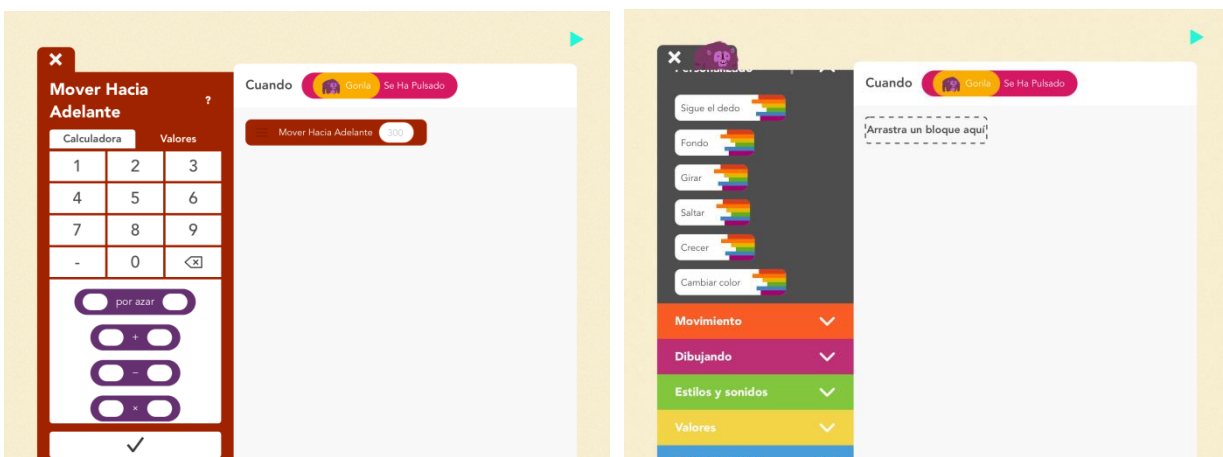 Mover Hacia
Adelante
?
Calculadora Valores
1 2 3
4 5 6
7 8 9
- 0
por azar
+
−
×
Cuando Gorila Se Ha Pulsado
Mover Hacia Adelante 300
Personalizado
Sigue el dedo
Fondo
Girar
Saltar
Crecer
Cambiar color
Movimiento
Dibujando
Estilos y sonidos
Valores
Cuando Gorila Se Ha Pulsado
Arrastra un bloque aquí